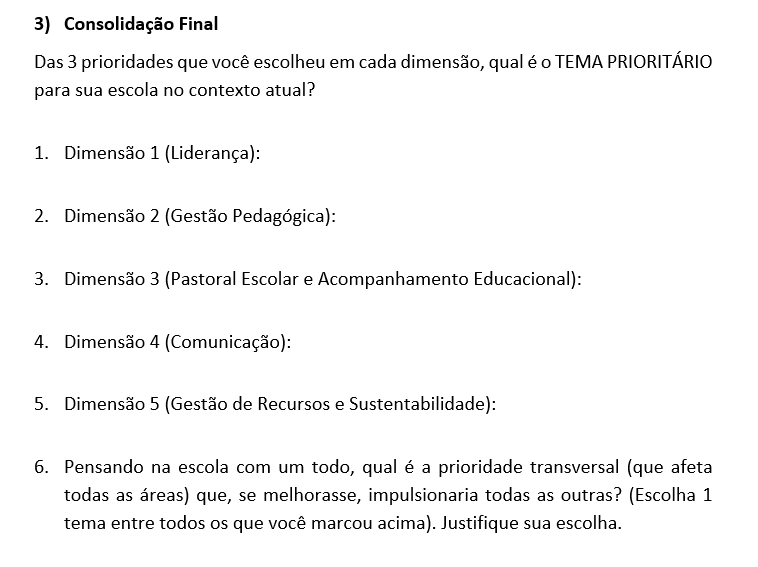 3) Consolidação Final
Das 3 prioridades que você escolheu em cada dimensão, qual é o TEMA PRIORITÁRIO
para sua escola no contexto atual?
1. Dimensão 1 (Liderança):
2. Dimensão 2 (Gestão Pedagógica):
3. Dimensão 3 (Pastoral Escolar e Acompanhamento Educacional):
4. Dimensão 4 (Comunicação):
5. Dimensão 5 (Gestão de Recursos e Sustentabilidade):
6. Pensando na escola com um todo, qual é a prioridade transversal (que afeta
todas as áreas) que, se melhorasse, impulsionaria todas as outras? (Escolha 1
tema entre todos os que você marcou acima). Justifique sua escolha.